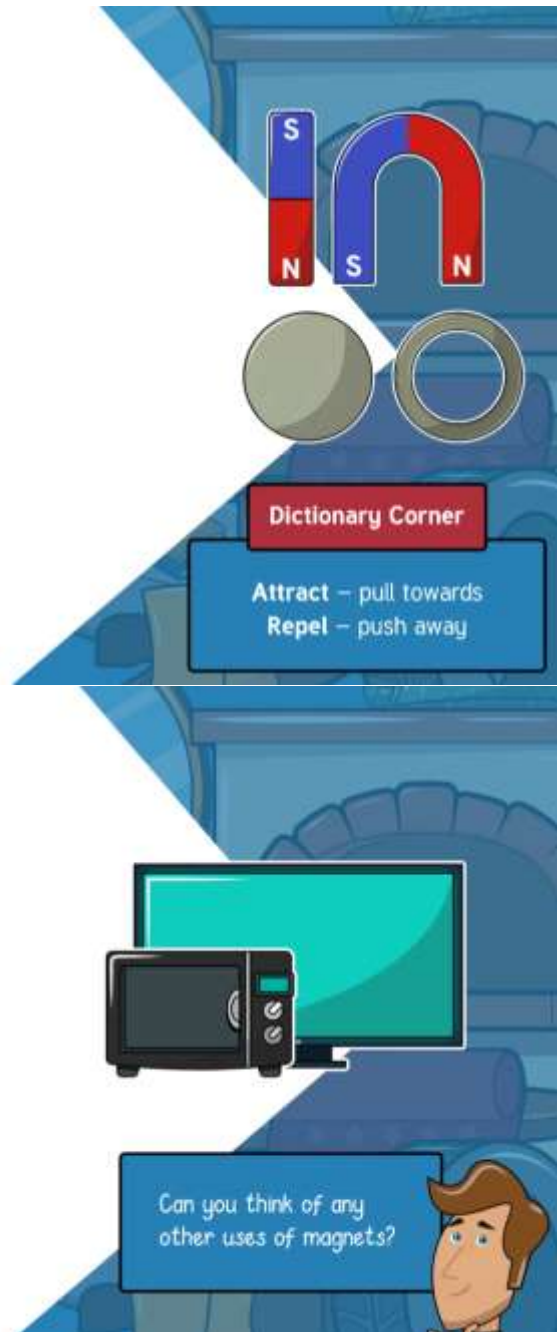 S
N
S
N
Dictionary Corner
Attract – pull towards
Repel – push away
Can you think of any
other uses of magnets?